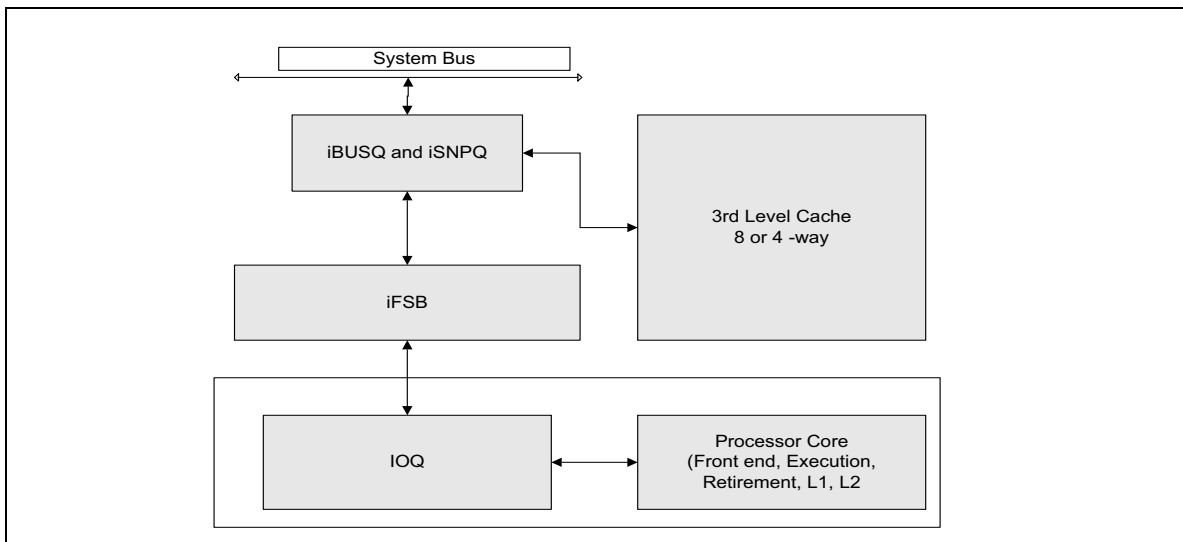 System Bus
iBUSQ and iSNPQ
3rd Level Cache
8 or 4 -way
iFSB
IOQ
Processor Core
(Front end, Execution,
Retirement, L1, L2